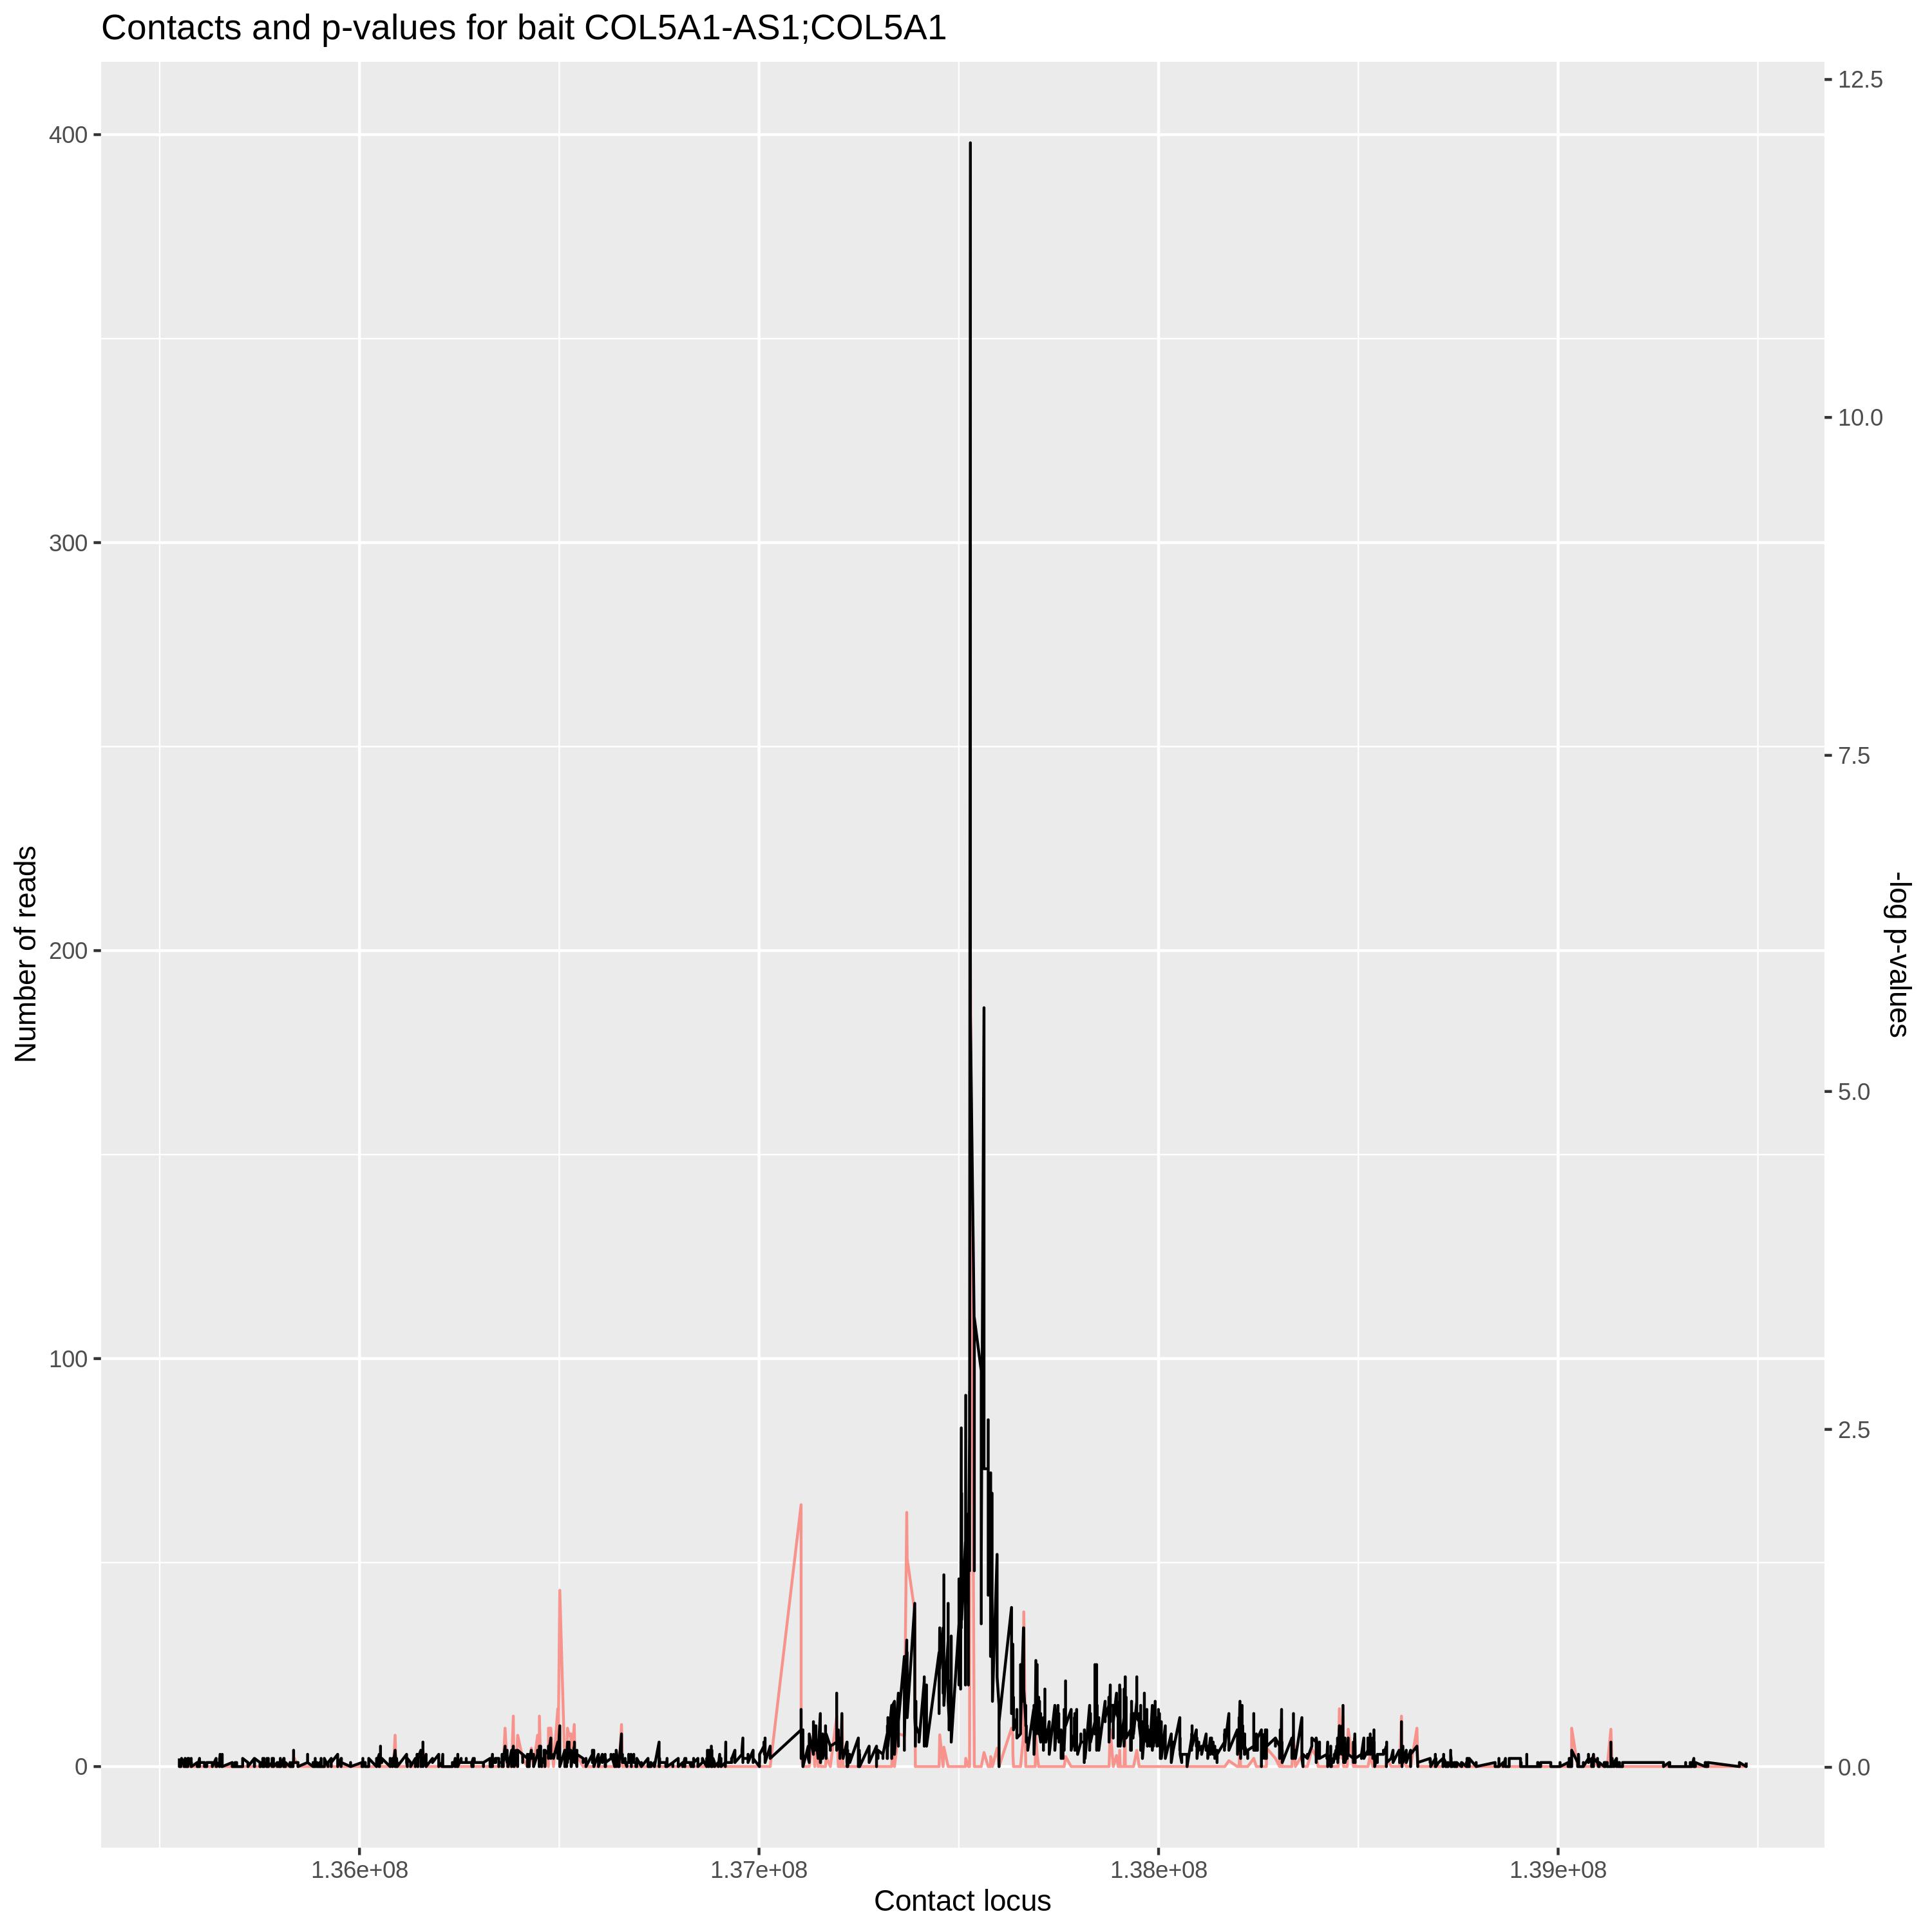 Contacts and p-values for bait COL5A1-AS1;COL5A1
12.5
400
10.0
300
7.5
Number of reads
-log p-values
200
5.0
2.5
100
0
0.0
1.36e+08
1.37e+08
1.38e+08
1.39e+08
Contact locus